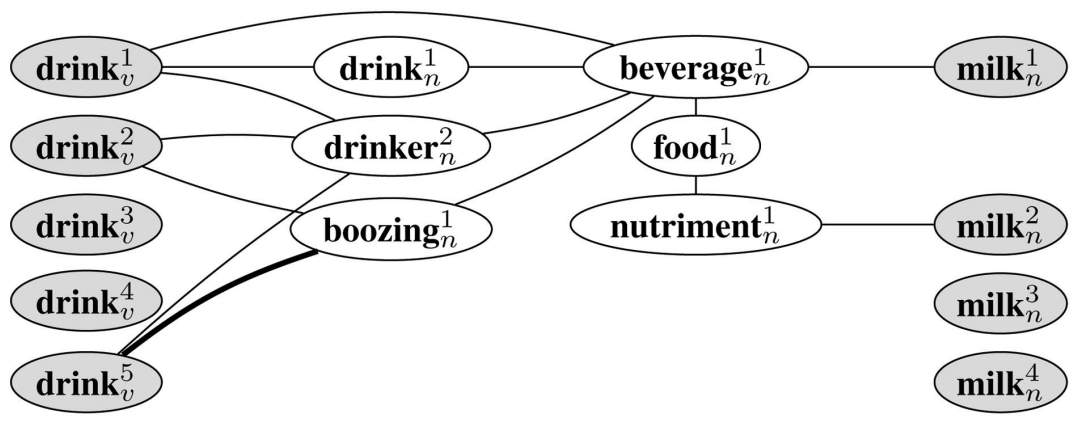 drink¹ᵥ drink¹ₙ beverage¹ₙ milk¹ₙ
drink²ᵥ drinker²ₙ food¹ₙ
drink³ᵥ boozing¹ₙ nutriment¹ₙ milk²ₙ
drink⁴ᵥ milk³ₙ
drink⁵ᵥ milk⁴ₙ